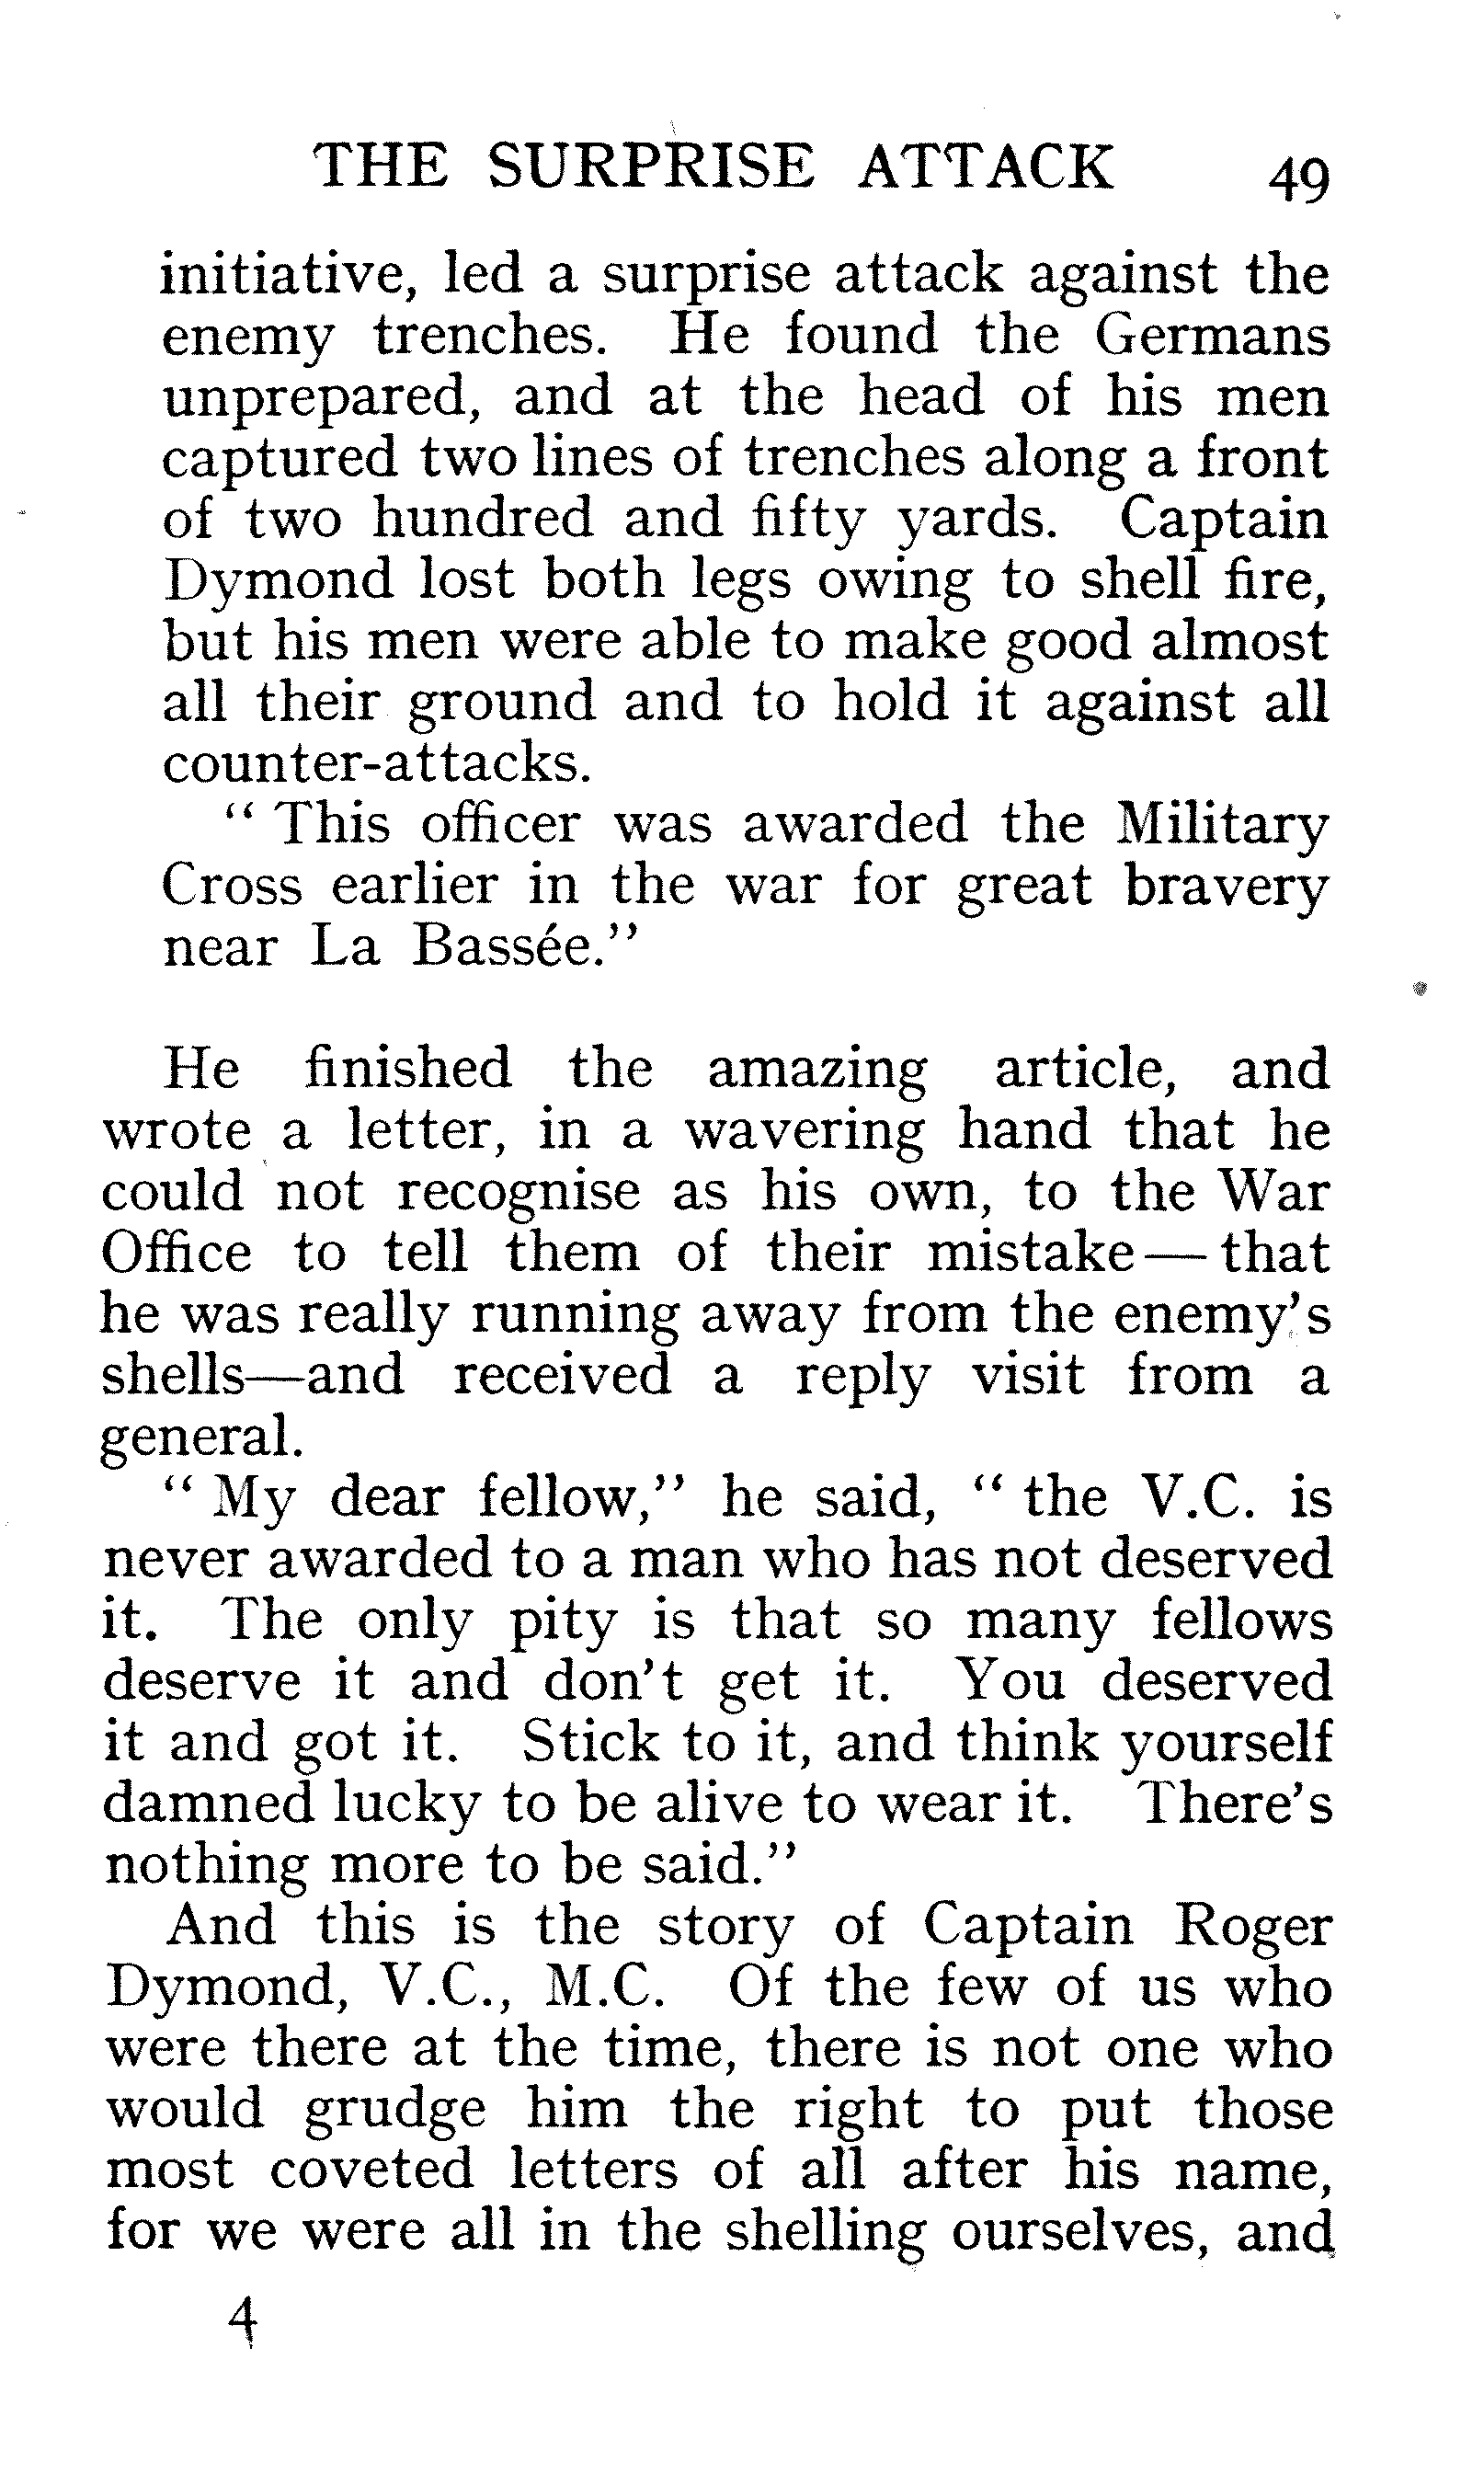 THE SURPRISE ATTACK 49
initiative, led a surprise attack against the
enemy trenches. He found the Germans
unprepared, and at the head of his men
captured two lines of trenches along a front
of two hundred and fifty yards. Captain
Dymond lost both legs owing to shell fire,
but his men were able to make good almost
all their ground and to hold it against all
counter-attacks.
“ This officer was awarded the Military
Cross earlier in the war for great bravery
near La Bassée.”
He finished the amazing article, and
wrote a letter, in a wavering hand that he
could not recognise as his own, to the War
Office to tell them of their mistake—that
he was really running away from the enemy’s
shells—and received a reply visit from a
general.
“ My dear fellow,” he said, “ the V.C. is
never awarded to a man who has not deserved
it. The only pity is that so many fellows
deserve it and don’t get it. You deserved
it and got it. Stick to it, and think yourself
damned lucky to be alive to wear it. There’s
nothing more to be said.”
And this is the story of Captain Roger
Dymond, V.C., M.C. Of the few of us who
were there at the time, there is not one who
would grudge him the right to put those
most coveted letters of all after his name,
for we were all in the shelling ourselves, and
4